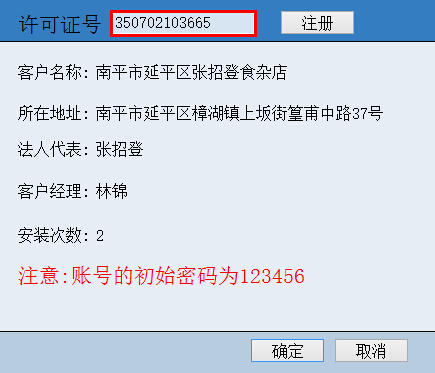 许可证号 350702103665 注册
客户名称: 南平市延平区张招登食杂店
所在地址: 南平市延平区樟湖镇上坂街篁甫中路37号
法人代表: 张招登
客户经理: 林锦
安装次数: 2
注意:账号的初始密码为123456
确定 取消